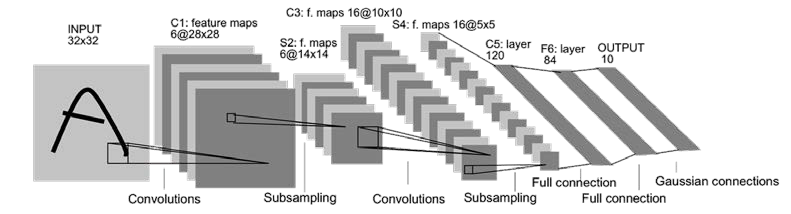 INPUT
32x32
C1: feature maps
6@28x28
S2: f. maps
6@14x14
C3: f. maps 16@10x10
S4: f. maps 16@5x5
C5: layer
120
F6: layer
84
OUTPUT
10
Convolutions
Subsampling
Convolutions
Subsampling
Full connection
Full connection
Gaussian connections